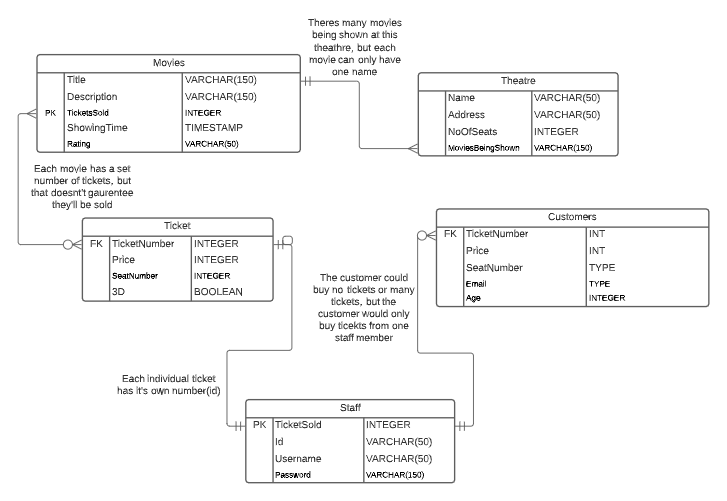 Theres many movies
being shown at this
theathre, but each
movie can only have
one name
Movies
Title VARCHAR(150)
Description VARCHAR(150)
PK TicketsSold INTEGER
ShowingTime TIMESTAMP
Rating VARCHAR(50)
Theatre
Name VARCHAR(50)
Address VARCHAR(50)
NoOfSeats INTEGER
MoviesBeingShown VARCHAR(150)
Each movie has a set
number of tickets, but
that doesnt't gaurentee
they'll be sold
Ticket
FK TicketNumber INTEGER
Price INTEGER
SeatNumber INTEGER
3D BOOLEAN
Customers
FK TicketNumber INT
Price INT
SeatNumber TYPE
Email TYPE
Age INTEGER
The customer could
buy no tickets or many
tickets, but the
customer would only
buy ticekts from one
staff member
Each individual ticket
has it's own number(id)
Staff
PK TicketSold INTEGER
Id VARCHAR(50)
Username VARCHAR(50)
Password VARCHAR(150)